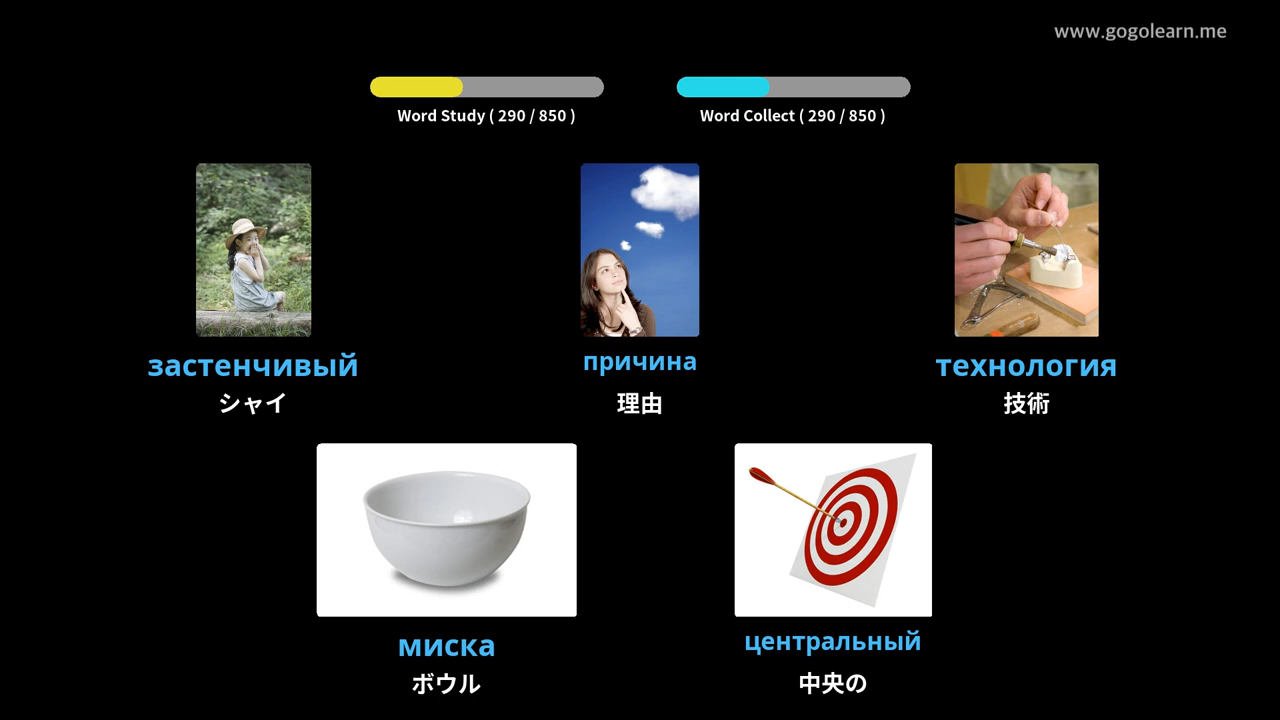 www.gogolearn.me
Word Study ( 290 / 850 )
Word Collect ( 290 / 850 )
застенчивый
シャイ
причина
理由
технология
技術
миска
ボウル
центральный
中央の